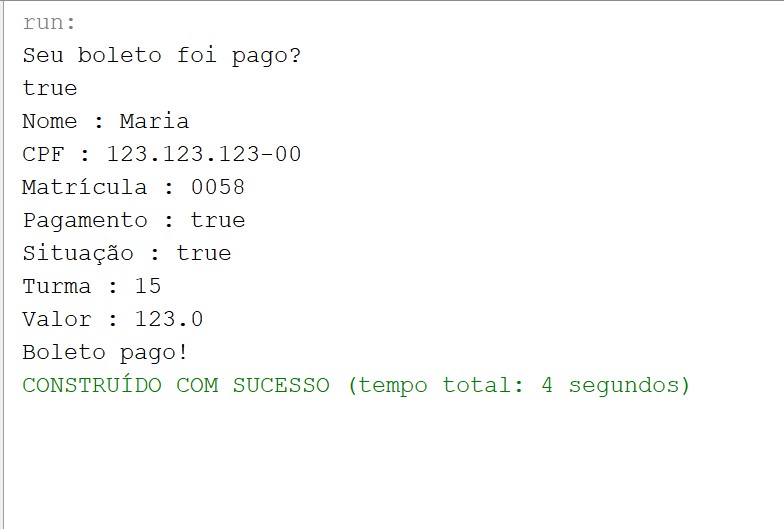 run:
Seu boleto foi pago?
true
Nome : Maria
CPF : 123.123.123-00
Matrícula : 0058
Pagamento : true
Situação : true
Turma : 15
Valor : 123.0
Boleto pago!
CONSTRUÍDO COM SUCESSO (tempo total: 4 segundos)